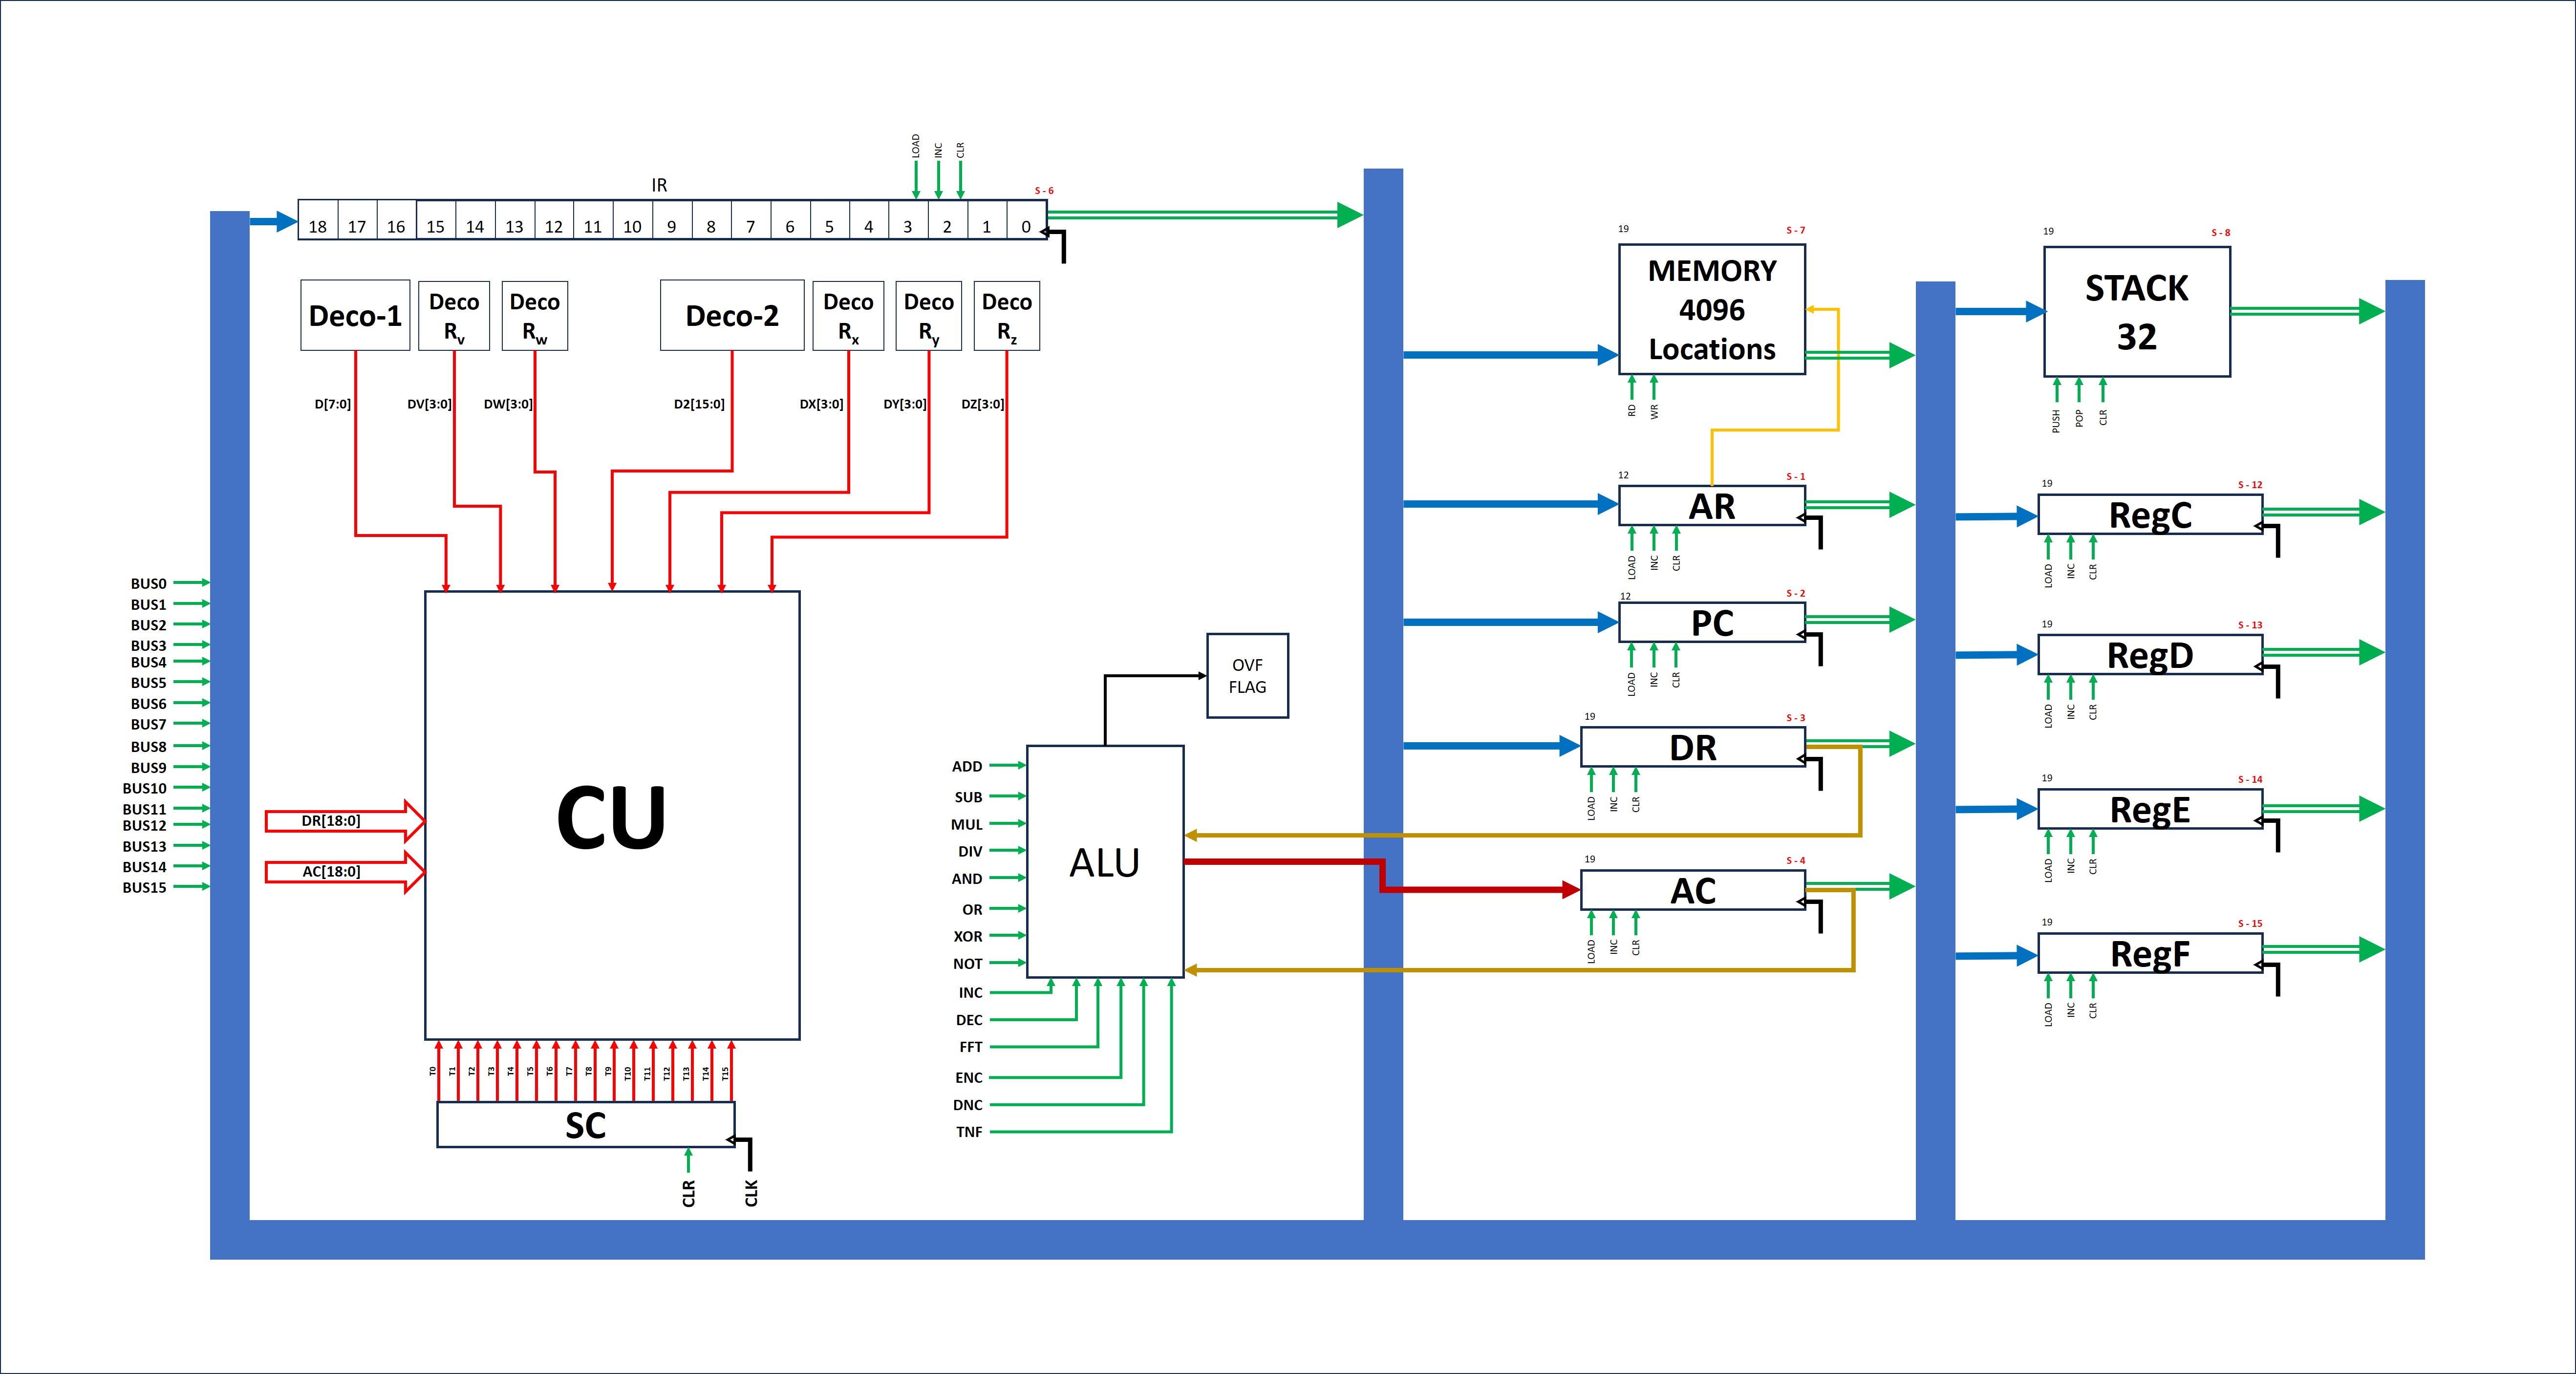 LOAD
INC
CLR
IR
S - 6
18 17 16 15 14 13 12 11 10 9 8 7 6 5 4 3 2 1 0
Deco-1
Deco
Rv
Deco
Rw
Deco-2
Deco
Rx
Deco
Ry
Deco
Rz
D[7:0]
DV[3:0]
DW[3:0]
D2[15:0]
DX[3:0]
DY[3:0]
DZ[3:0]
BUS0
BUS1
BUS2
BUS3
BUS4
BUS5
BUS6
BUS7
BUS8
BUS9
BUS10
BUS11
BUS12
BUS13
BUS14
BUS15
DR[18:0]
AC[18:0]
CU
T0
T1
T2
T3
T4
T5
T6
T7
T8
T9
T10
T11
T12
T13
T14
T15
SC
CLR
CLK
OVF
FLAG
ALU
ADD
SUB
MUL
DIV
AND
OR
XOR
NOT
INC
DEC
FFT
ENC
DNC
TNF
19
S - 7
MEMORY
4096
Locations
RD
WR
12
S - 1
AR
LOAD
INC
CLR
12
S - 2
PC
LOAD
INC
CLR
19
S - 3
DR
LOAD
INC
CLR
19
S - 4
AC
LOAD
INC
CLR
19
S - 8
STACK
32
PUSH
POP
CLR
19
S - 12
RegC
LOAD
INC
CLR
19
S - 13
RegD
LOAD
INC
CLR
19
S - 14
RegE
LOAD
INC
CLR
19
S - 15
RegF
LOAD
INC
CLR